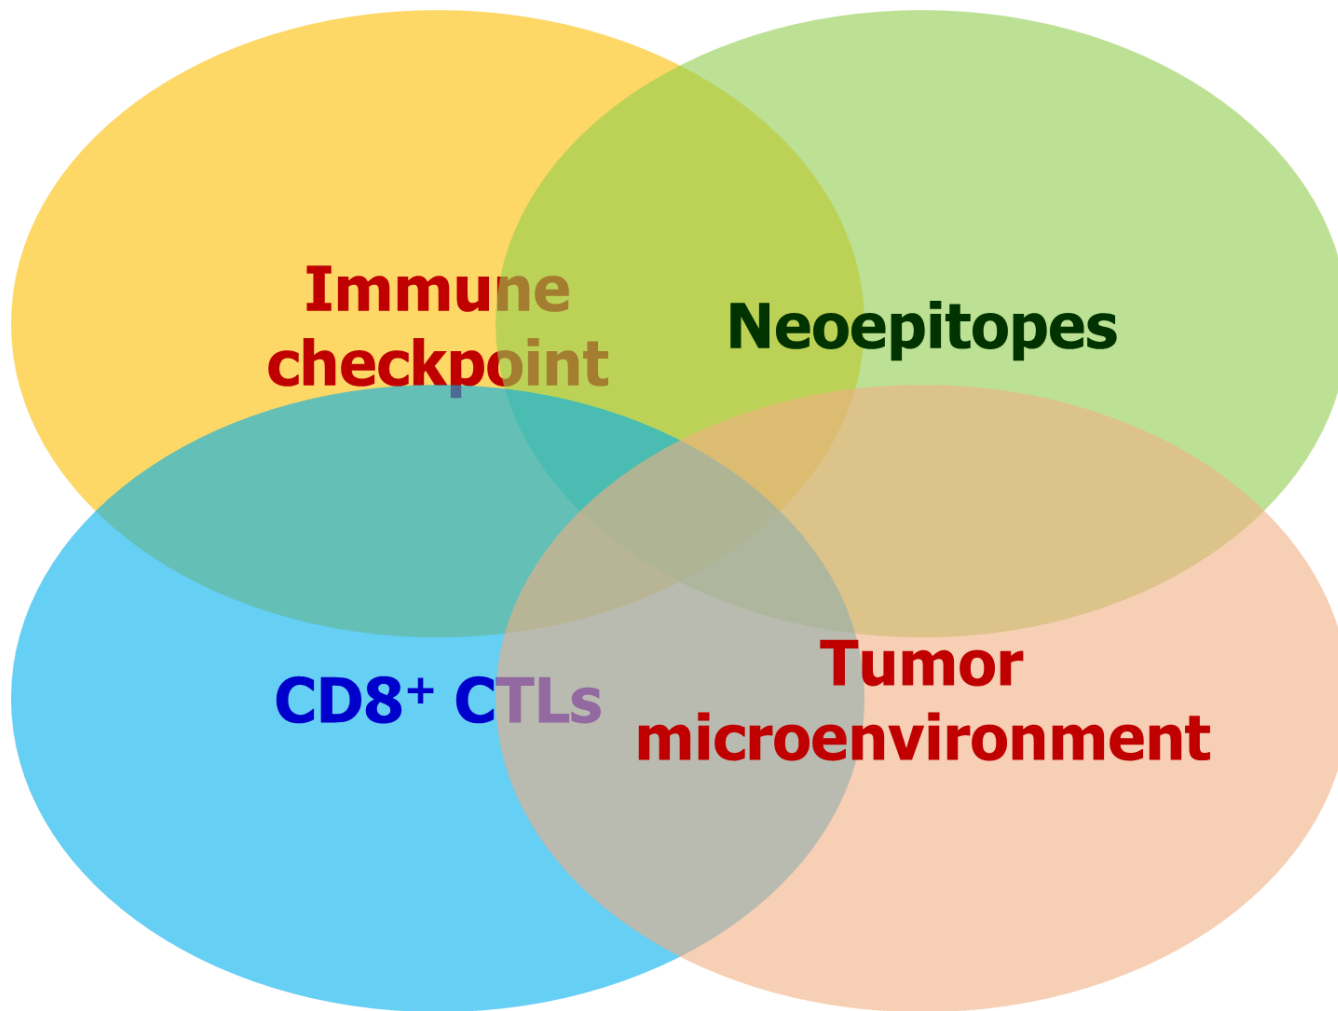 Immune
checkpoint
Neoepitopes
CD8⁺ CTLs
Tumor
microenvironment